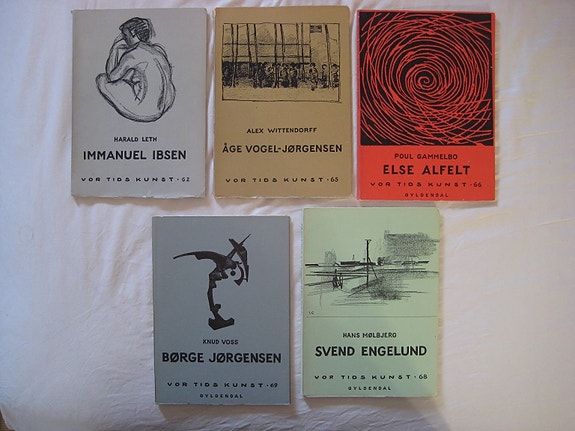 HARALD LETH
IMMANUEL IBSEN
VOR TIDS KUNST · 62
ALEX WITTENDORFF
ÅGE VOGEL-JØRGENSEN
VOR TIDS KUNST · 65
POUL GAMMELBO
ELSE ALFELT
VOR TIDS KUNST · 66
GYLDENDAL
KNUD VOSS
BØRGE JØRGENSEN
VOR TIDS KUNST · 69
GYLDENDAL
HANS MØLBJERG
SVEND ENGELUND
VOR TIDS KUNST · 68
GYLDENDAL